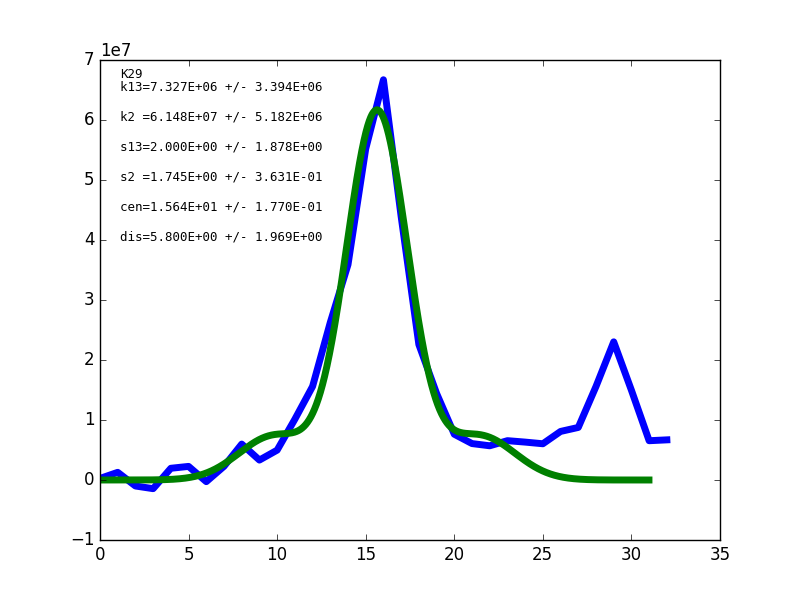 1e7
K29
k13=7.327E+06 +/- 3.394E+06
k2 =6.148E+07 +/- 5.182E+06
s13=2.000E+00 +/- 1.878E+00
s2 =1.745E+00 +/- 3.631E-01
cen=1.564E+01 +/- 1.770E-01
dis=5.800E+00 +/- 1.969E+00
7
6
5
4
3
2
1
0
−1
0 5 10 15 20 25 30 35